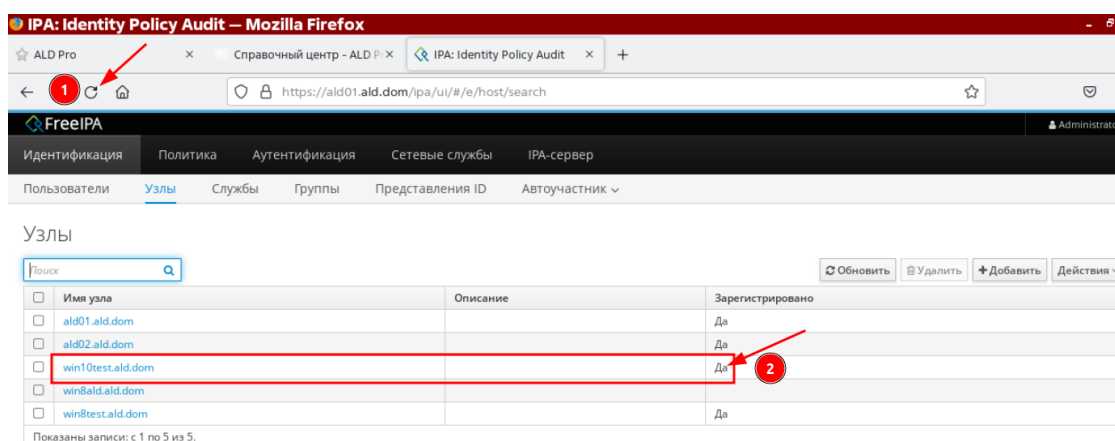 IPA: Identity Policy Audit — Mozilla Firefox
ALD Pro × Справочный центр - ALD P × IPA: Identity Policy Audit × +
1 https://ald01.ald.dom/ipa/ui/#/e/host/search
FreeIPA Administrato
Идентификация Политика Аутентификация Сетевые службы IPA-сервер
Пользователи Узлы Службы Группы Представления ID Автоучастник
Узлы
Поиск Обновить Удалить +Добавить Действия
Имя узла Описание Зарегистрировано
ald01.ald.dom Да
ald02.ald.dom Да
win10test.ald.dom Да 2
win8ald.ald.dom
win8test.ald.dom Да
Показаны записи: с 1 по 5 из 5.